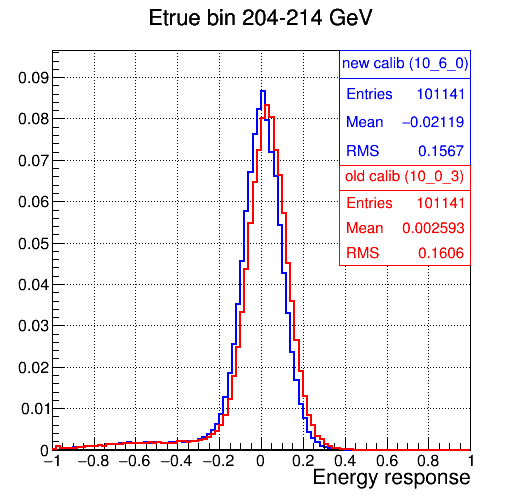 Etrue bin 204-214 GeV
new calib (10_6_0)
Entries 101141
Mean −0.02119
RMS 0.1567
old calib (10_0_3)
Entries 101141
Mean 0.002593
RMS 0.1606
0.09
0.08
0.07
0.06
0.05
0.04
0.03
0.02
0.01
0
−1 −0.8 −0.6 −0.4 −0.2 0 0.2 0.4 0.6 0.8 1
Energy response